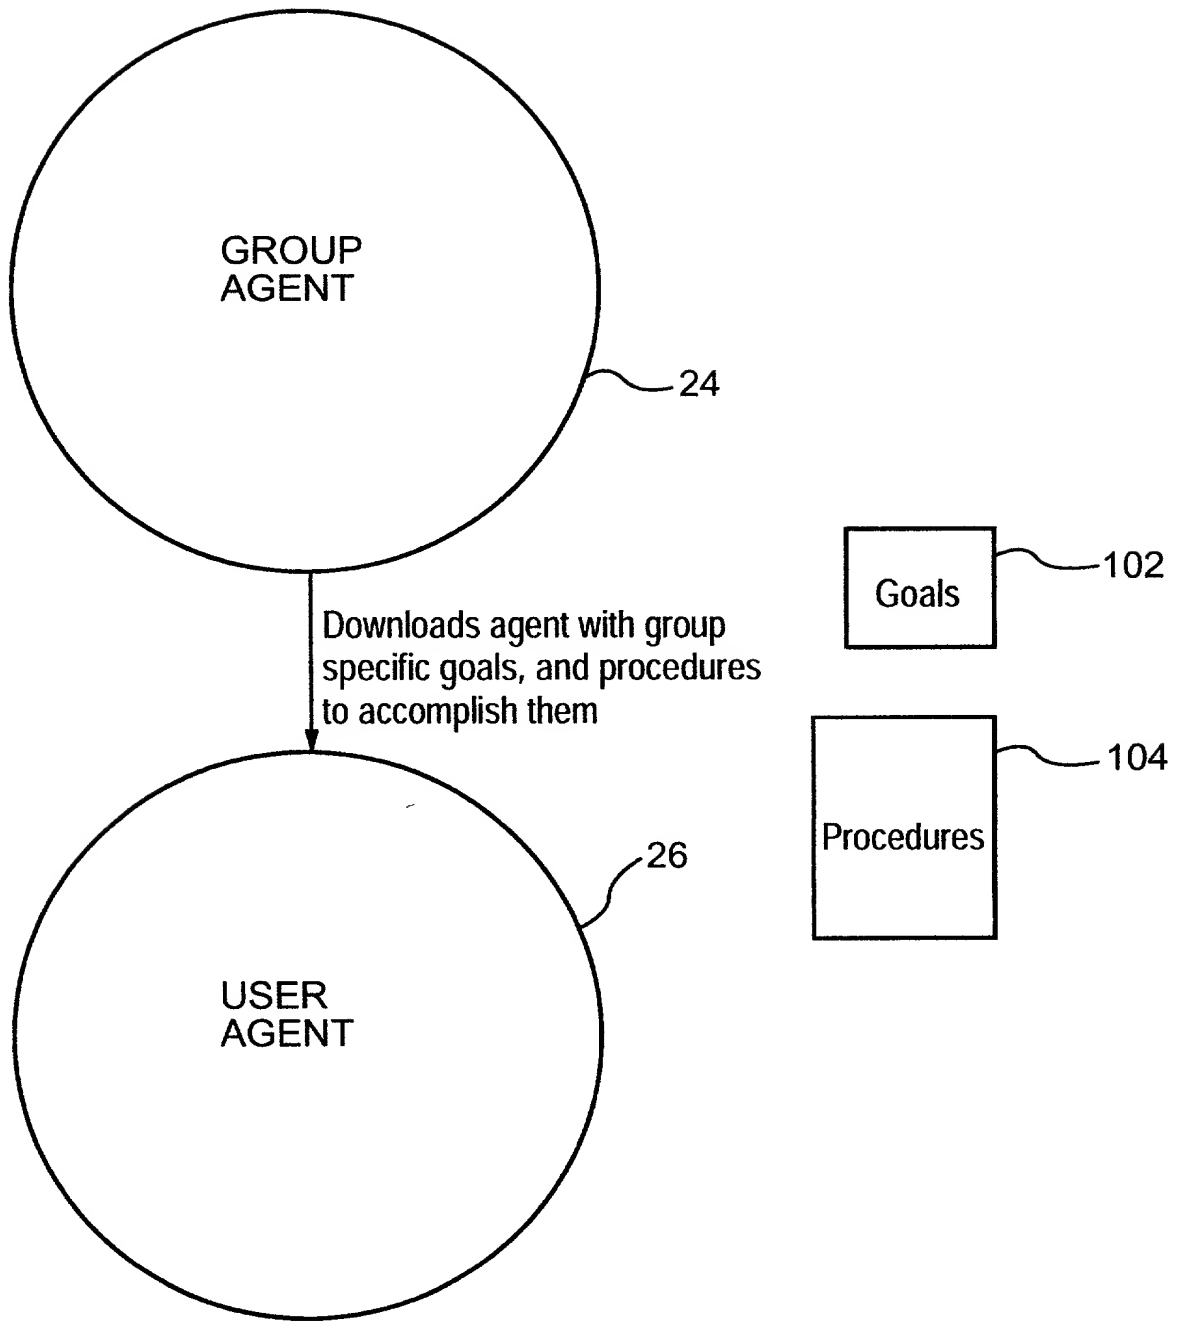 GROUP
AGENT
24
102
Goals
Downloads agent with group
specific goals, and procedures
to accomplish them
104
Procedures
26
USER
AGENT